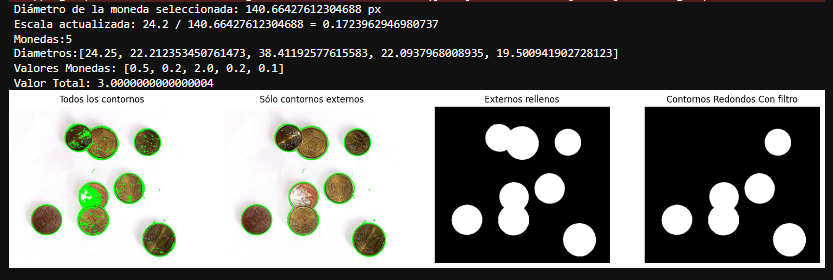 Diámetro de la moneda seleccionada: 140.66427612304688 px
Escala actualizada: 24.2 / 140.66427612304688 = 0.1723962946980737
Monedas:5
Diametros:[24.25, 22.212353450761473, 38.41192577615583, 22.0937968008935, 19.500941902728123]
Valores Monedas: [0.5, 0.2, 2.0, 0.2, 0.1]
Valor Total: 3.0000000000000004
Todos los contornos
Sólo contornos externos
Externos rellenos
Contornos Redondos Con filtro